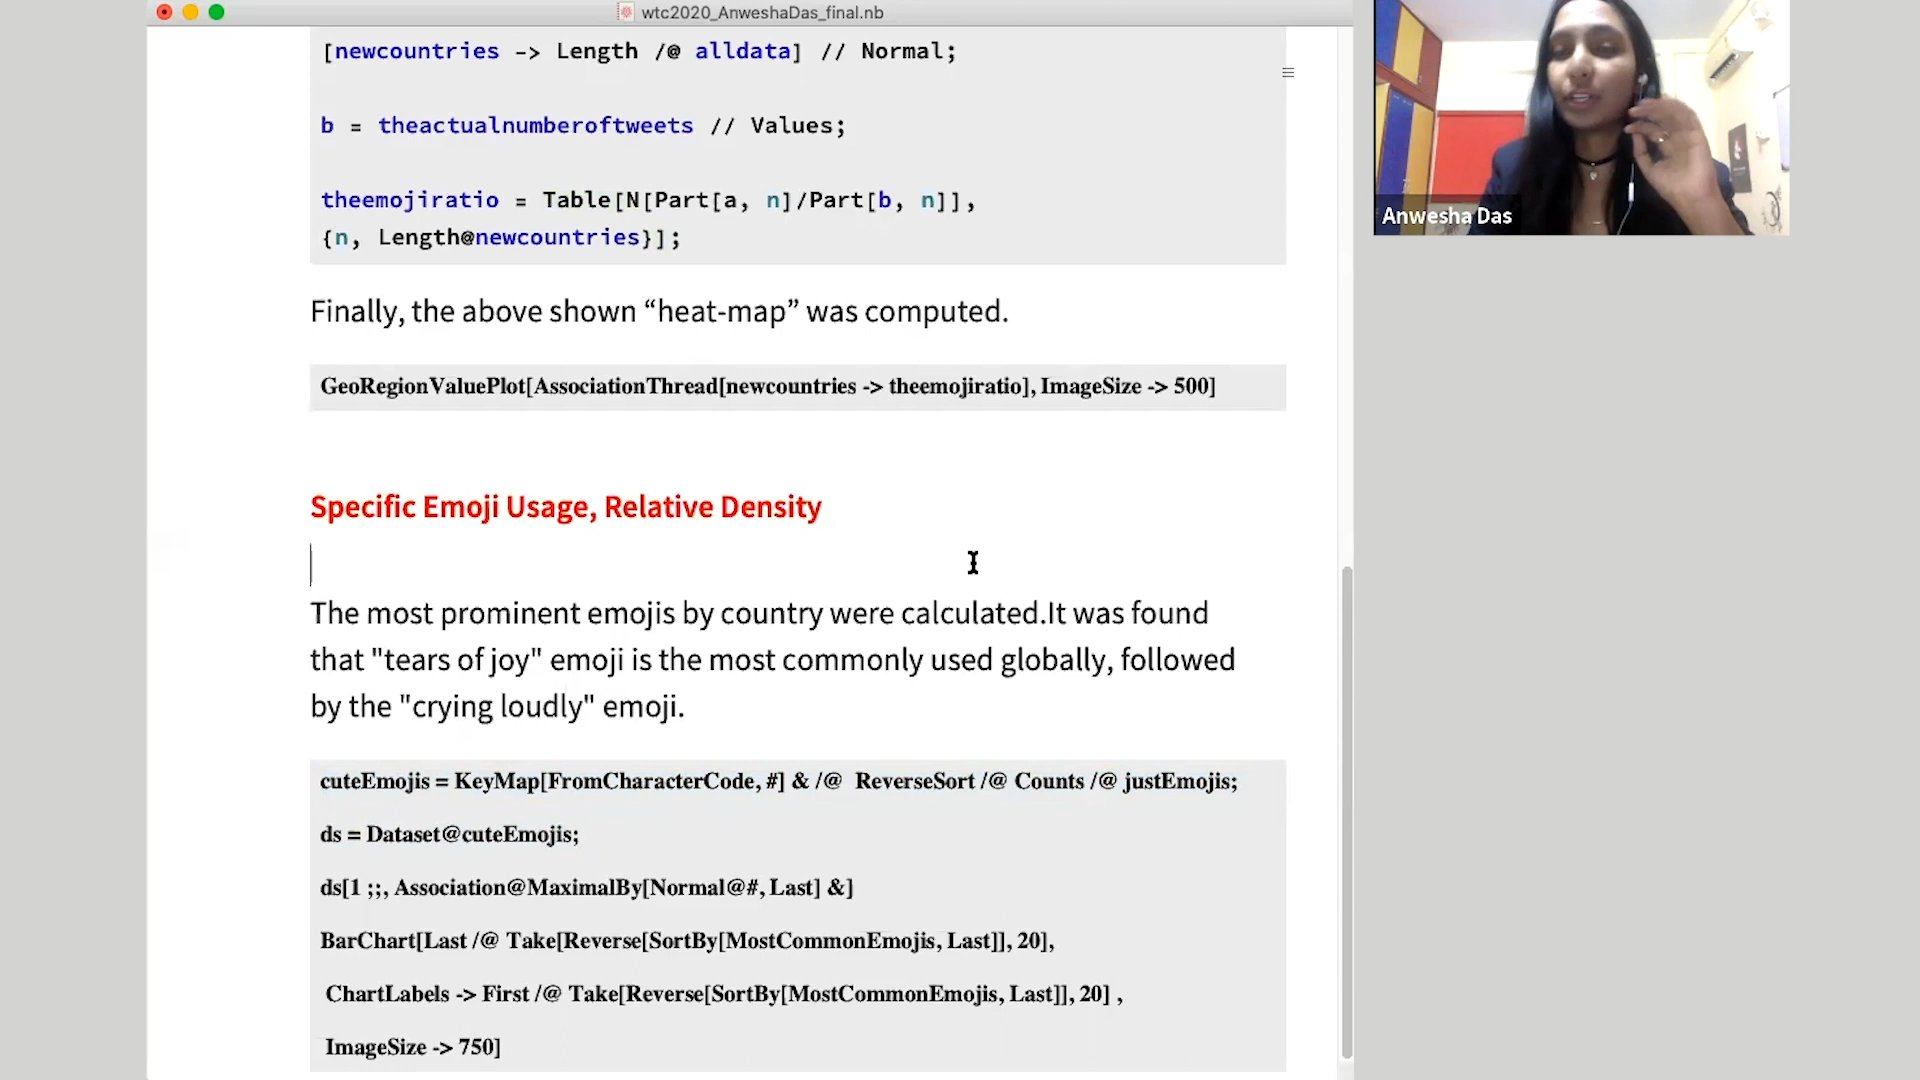 wtc2020_AnweshaDas_final.nb
[newcountries -> Length /@ alldata] // Normal;
b = theactualnumberoftweets // Values;
theemojiratio = Table[N[Part[a, n]/Part[b, n]],
{n, Length@newcountries}];
Anwesha Das
Finally, the above shown “heat-map” was computed.
GeoRegionValuePlot[AssociationThread[newcountries -> theemojiratio], ImageSize -> 500]
Specific Emoji Usage, Relative Density
The most prominent emojis by country were calculated.It was found
that "tears of joy" emoji is the most commonly used globally, followed
by the "crying loudly" emoji.
cuteEmojis = KeyMap[FromCharacterCode, #] & /@  ReverseSort /@ Counts /@ justEmojis;
ds = Dataset@cuteEmojis;
ds[1 ;;, Association@MaximalBy[Normal@#, Last] &]
BarChart[Last /@ Take[Reverse[SortBy[MostCommonEmojis, Last]], 20],
ChartLabels -> First /@ Take[Reverse[SortBy[MostCommonEmojis, Last]], 20] ,
ImageSize -> 750]